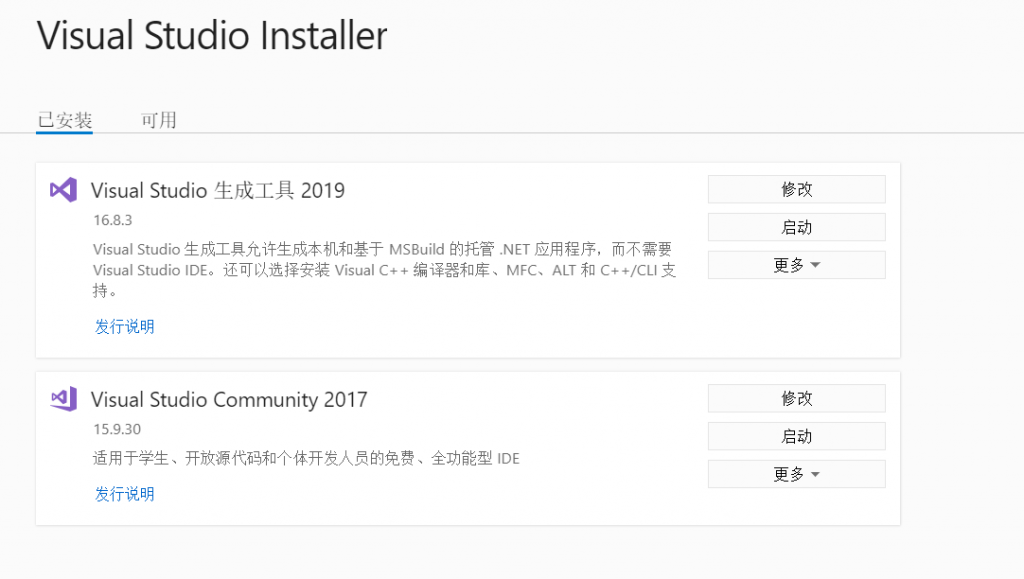 Visual Studio Installer
已安装 可用
Visual Studio 生成工具 2019
16.8.3
Visual Studio 生成工具允许生成本机和基于 MSBuild 的托管 .NET 应用程序，而不需要
Visual Studio IDE。还可以选择安装 Visual C++ 编译器和库、MFC、ALT 和 C++/CLI 支
持。
发行说明
修改
启动
更多
Visual Studio Community 2017
15.9.30
适用于学生、开放源代码和个体开发人员的免费、全功能型 IDE
发行说明
修改
启动
更多